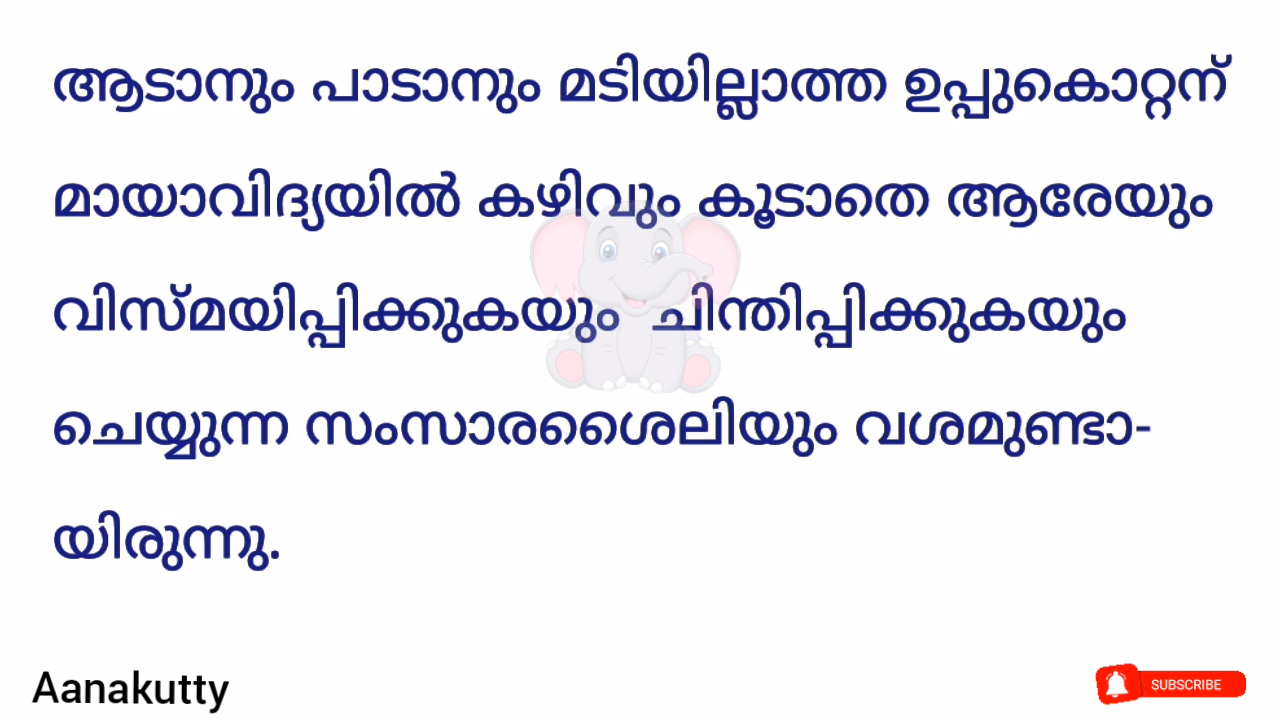 ആടാനും പാടാനും മടിയില്ലാത്ത ഉപ്പുകൊറ്റന്
മായാവിദ്യയിൽ കഴിവും കൂടാതെ ആരേയും
വിസ്മയിപ്പിക്കുകയും ചിന്തിപ്പിക്കുകയും
ചെയ്യുന്ന സംസാരശൈലിയും വശമുണ്ടാ-
യിരുന്നു.
Aanakutty
SUBSCRIBE